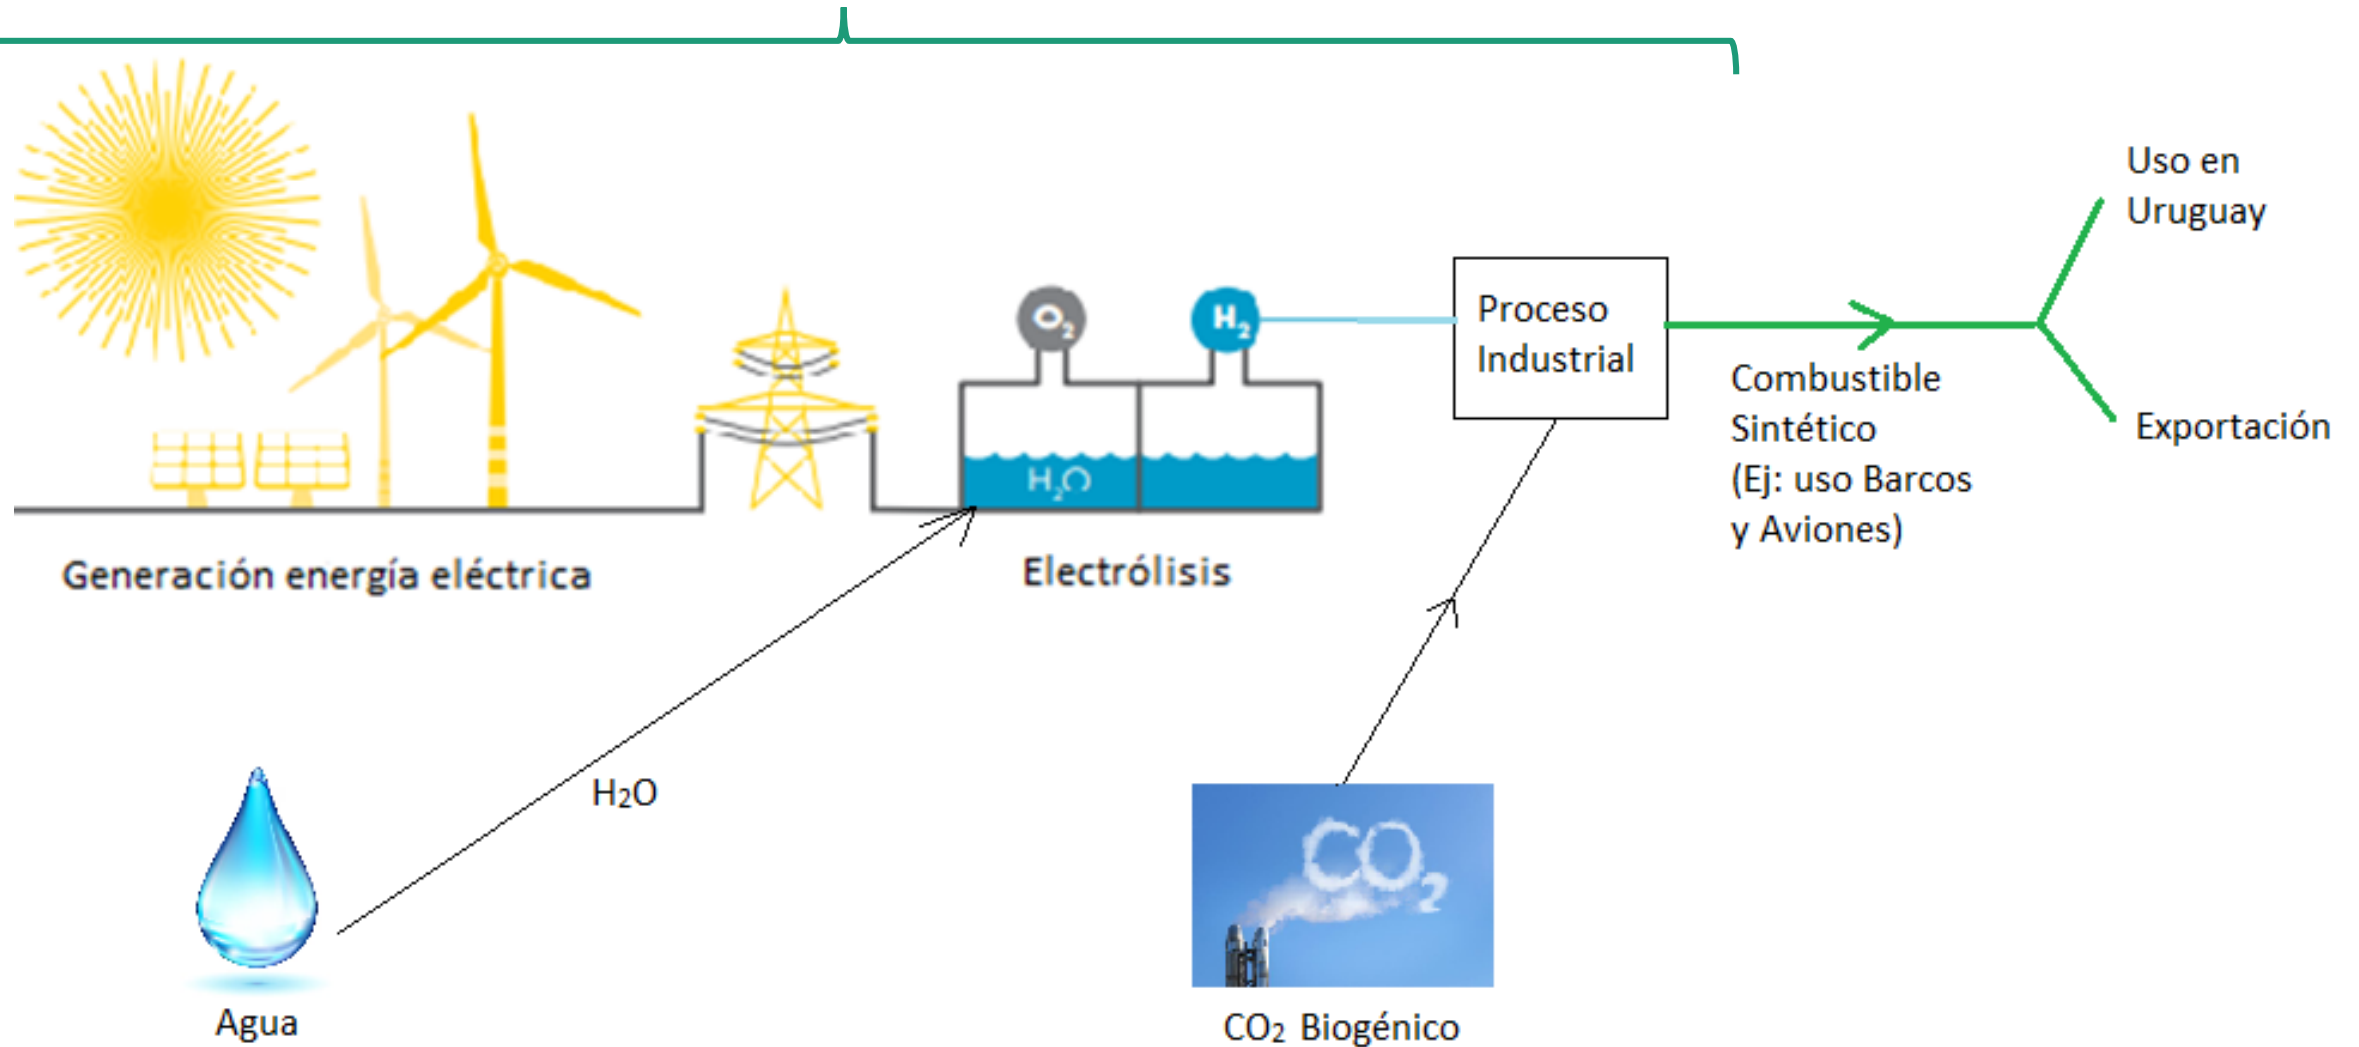 Uso en
Uruguay
O₂
H₂
Proceso
Industrial
Combustible
Sintético
(Ej: uso Barcos
y Aviones)
Exportación
H₂O
Generación energía eléctrica
Electrólisis
H₂O
CO₂
Agua
CO₂ Biogénico